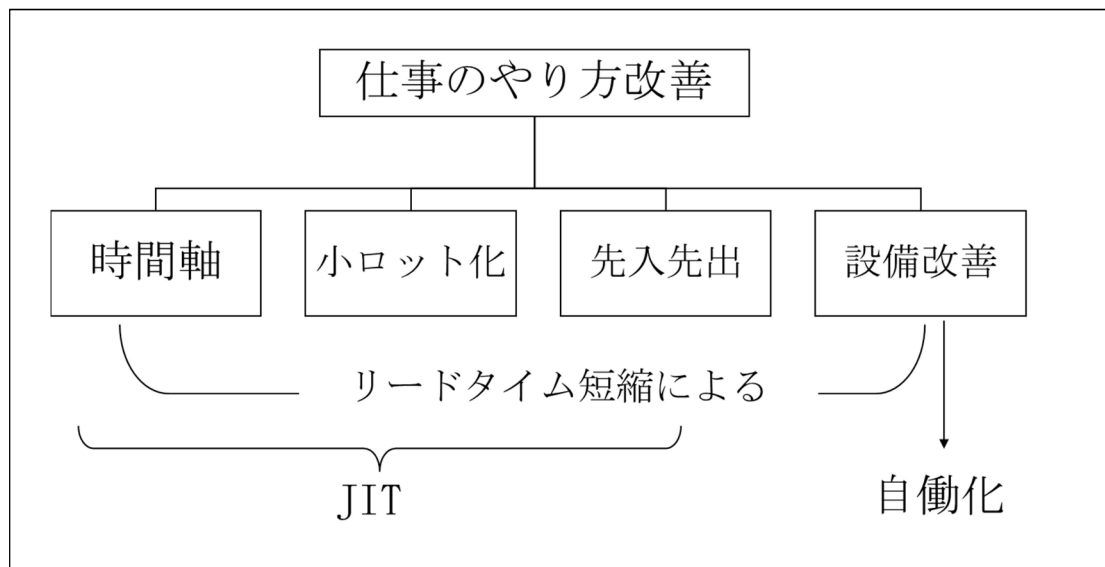 仕事のやり方改善
時間軸
小ロット化
先入先出
設備改善
リードタイム短縮による
JIT
自働化